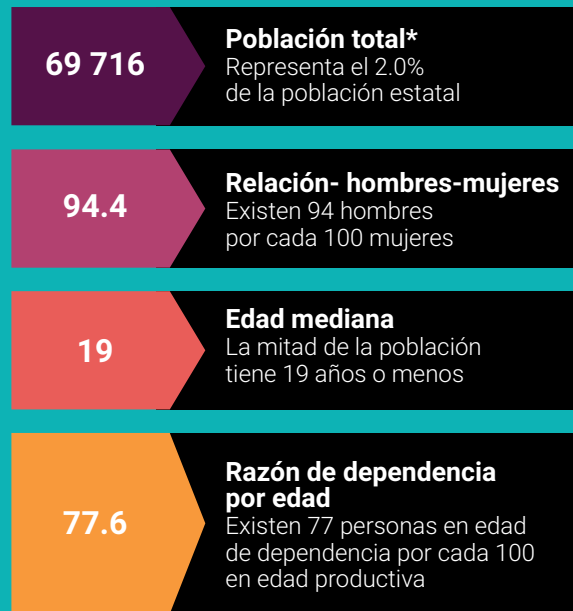 69 716
Población total*
Representa el 2.0%
de la población estatal
94.4
Relación- hombres-mujeres
Existen 94 hombres
por cada 100 mujeres
19
Edad mediana
La mitad de la población
tiene 19 años o menos
77.6
Razón de dependencia
por edad
Existen 77 personas en edad
de dependencia por cada 100
en edad productiva